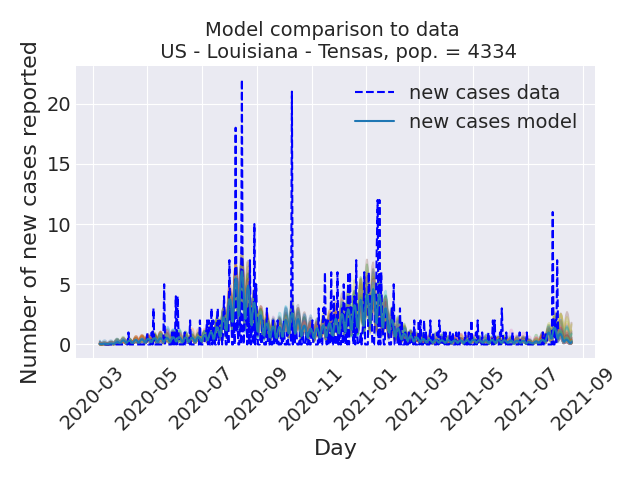 Model comparison to data
US - Louisiana - Tensas, pop. = 4334
Number of new cases reported
20
15
10
5
0
new cases data
new cases model
2020-03
2020-05
2020-07
2020-09
2020-11
2021-01
2021-03
2021-05
2021-07
2021-09
Day